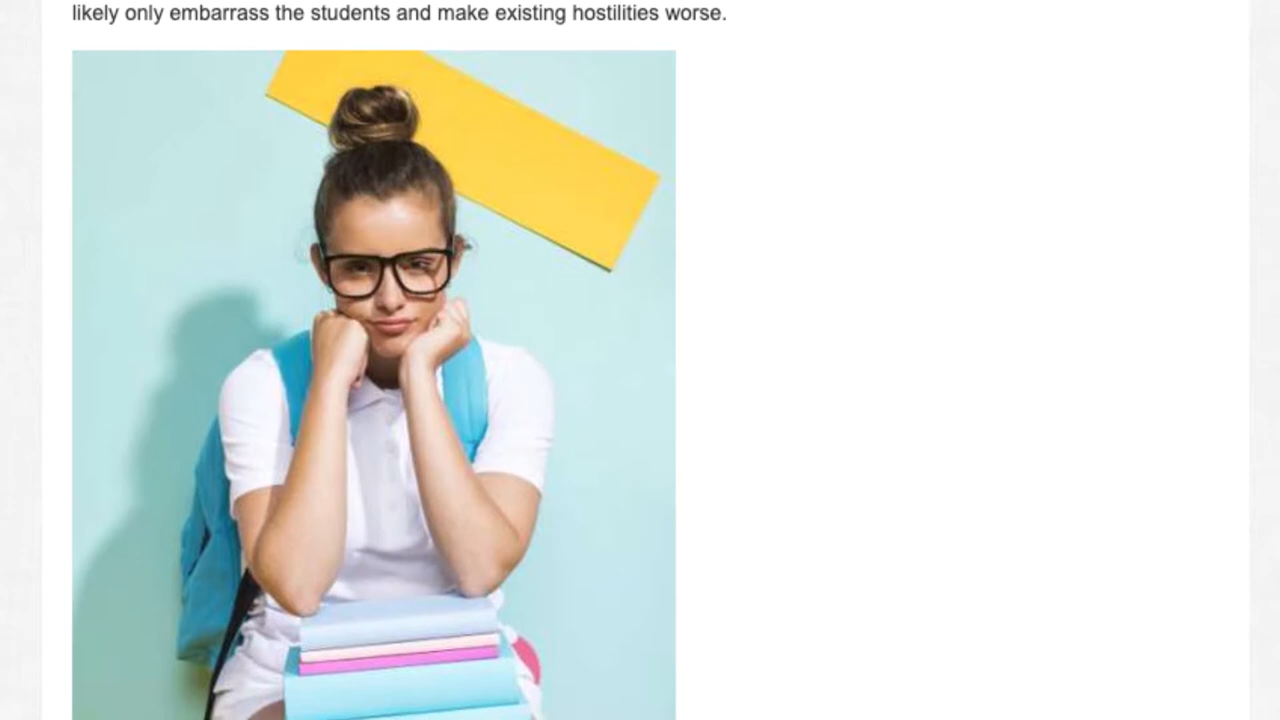 likely only embarrass the students and make existing hostilities worse.